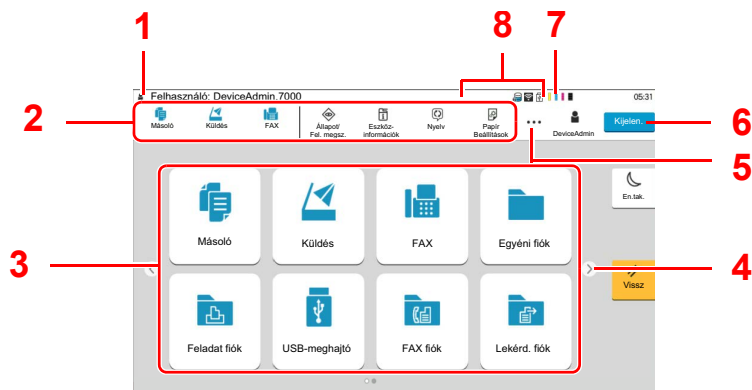 1
8
7
Felhasználó: DeviceAdmin.7000
05:31
2
Másoló
Küldés
FAX
Állapot/
Fel. megsz.
Eszköz-
információk
Nyelv
Papír
Beállítások
DeviceAdmin
Kijelen.
6
5
En.tak.
Másoló
Küldés
FAX
Egyéni fiók
3
4
Vissz
Feladat fiók
USB-meghajtó
FAX fiók
Lekérd. fiók